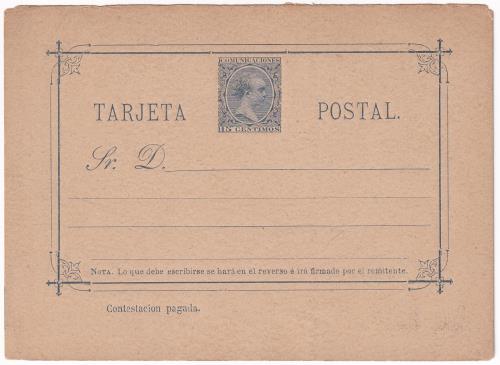 COMUNICACIONES
TARJETA POSTAL.
15 CENTIMOS
Sr. D.
NOTA. Lo que debe escribirse se hará en el reverso é irá firmado por el remitente.
Contestacion pagada.